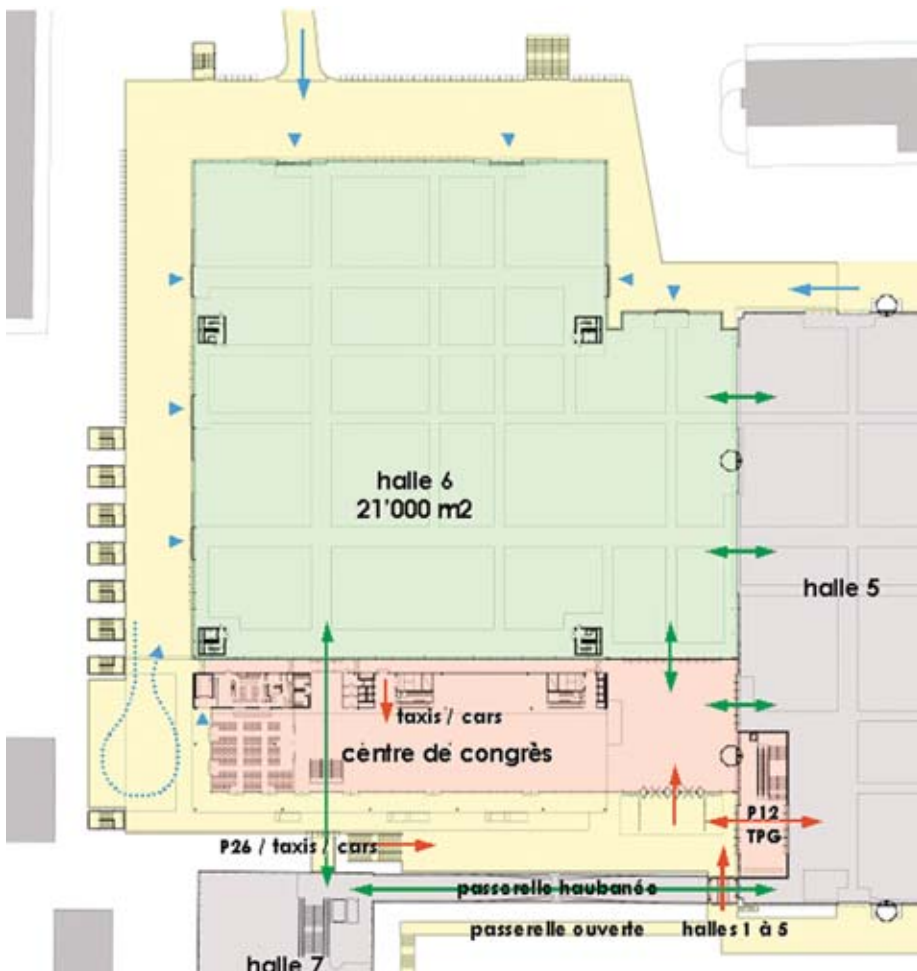 halle 6
21'000 m2
halle 5
taxis / cars
centre de congrès
P12
TPG
P26 / taxis / cars
passerelle haubanée
passerelle ouverte halles 1 à 5
halle 7